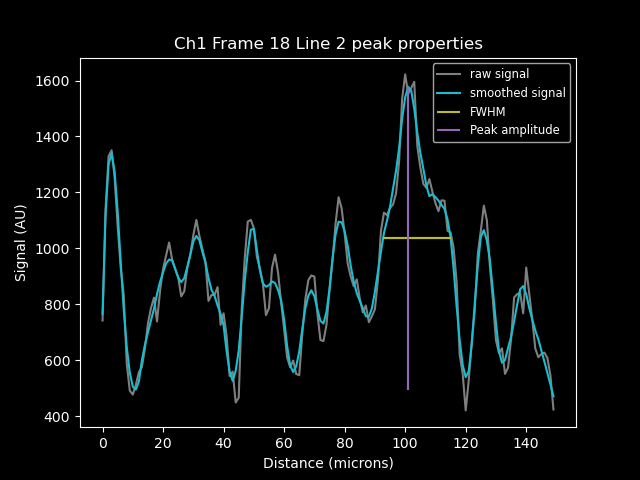 Ch1 Frame 18 Line 2 peak properties
raw signal
smoothed signal
FWHM
Peak amplitude
Signal (AU)
1600
1400
1200
1000
800
600
400
0 20 40 60 80 100 120 140
Distance (microns)